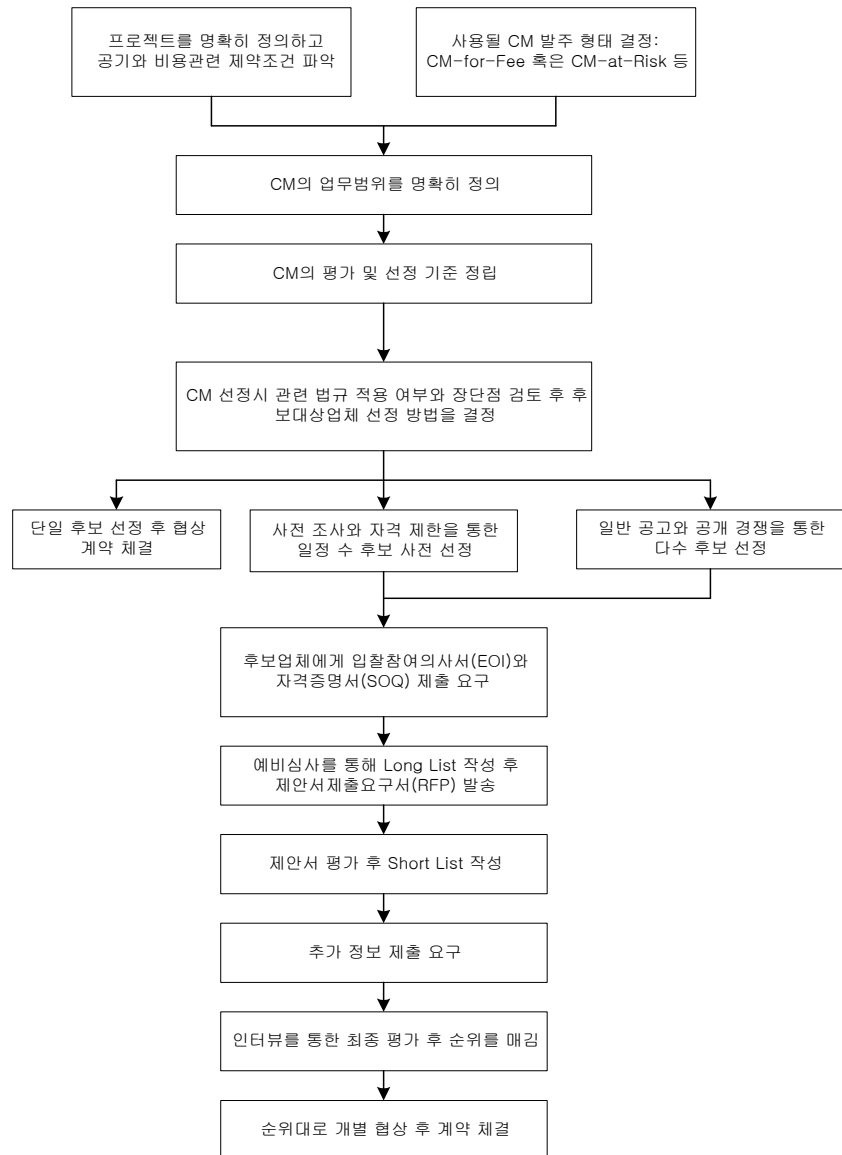 프로젝트를 명확히 정의하고
공기와 비용관련 제약조건 파악
사용될 CM 발주 형태 결정:
CM-for-Fee 혹은 CM-at-Risk 등
CM의 업무범위를 명확히 정의
CM의 평가 및 선정 기준 정립
CM 선정시 관련 법규 적용 여부와 장단점 검토 후 후
보대상업체 선정 방법을 결정
단일 후보 선정 후 협상
계약 체결
사전 조사와 자격 제한을 통한
일정 수 후보 사전 선정
일반 공고와 공개 경쟁을 통한
다수 후보 선정
후보업체에게 입찰참여의사서(EOI)와
자격증명서(SOQ) 제출 요구
예비심사를 통해 Long List 작성 후
제안서제출요구서(RFP) 발송
제안서 평가 후 Short List 작성
추가 정보 제출 요구
인터뷰를 통한 최종 평가 후 순위를 매김
순위대로 개별 협상 후 계약 체결